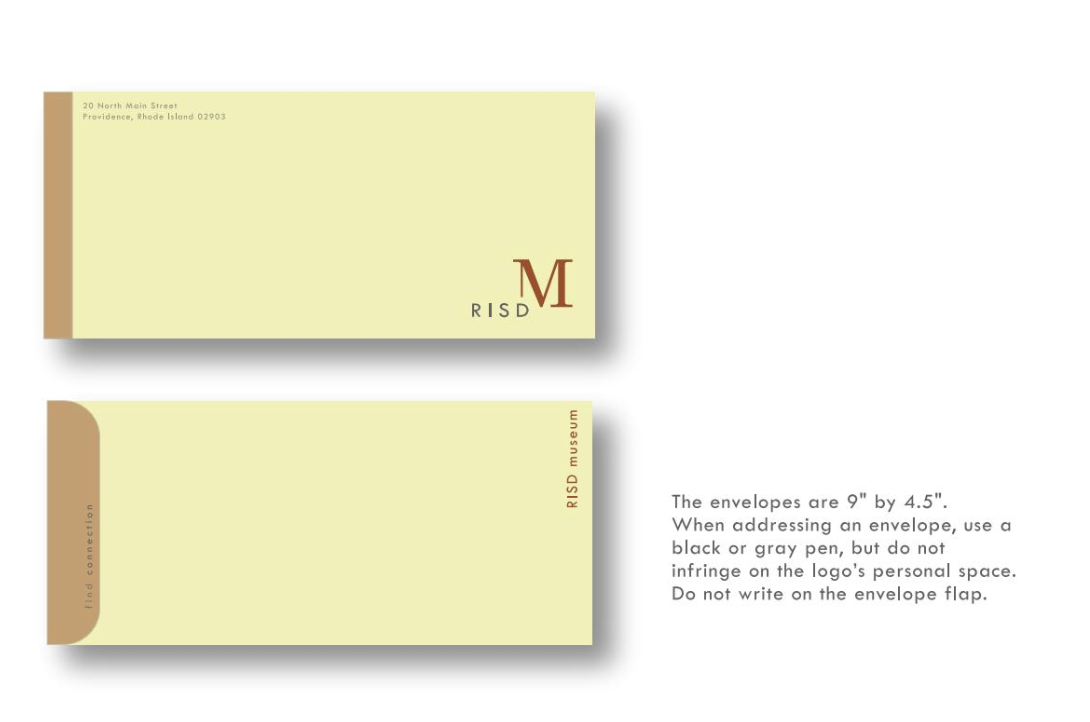 20 North Main Street
Providence, Rhode Island 02903
M
RISD
RISD museum
find connection
The envelopes are 9" by 4.5".
When addressing an envelope, use a
black or gray pen, but do not
infringe on the logo's personal space.
Do not write on the envelope flap.